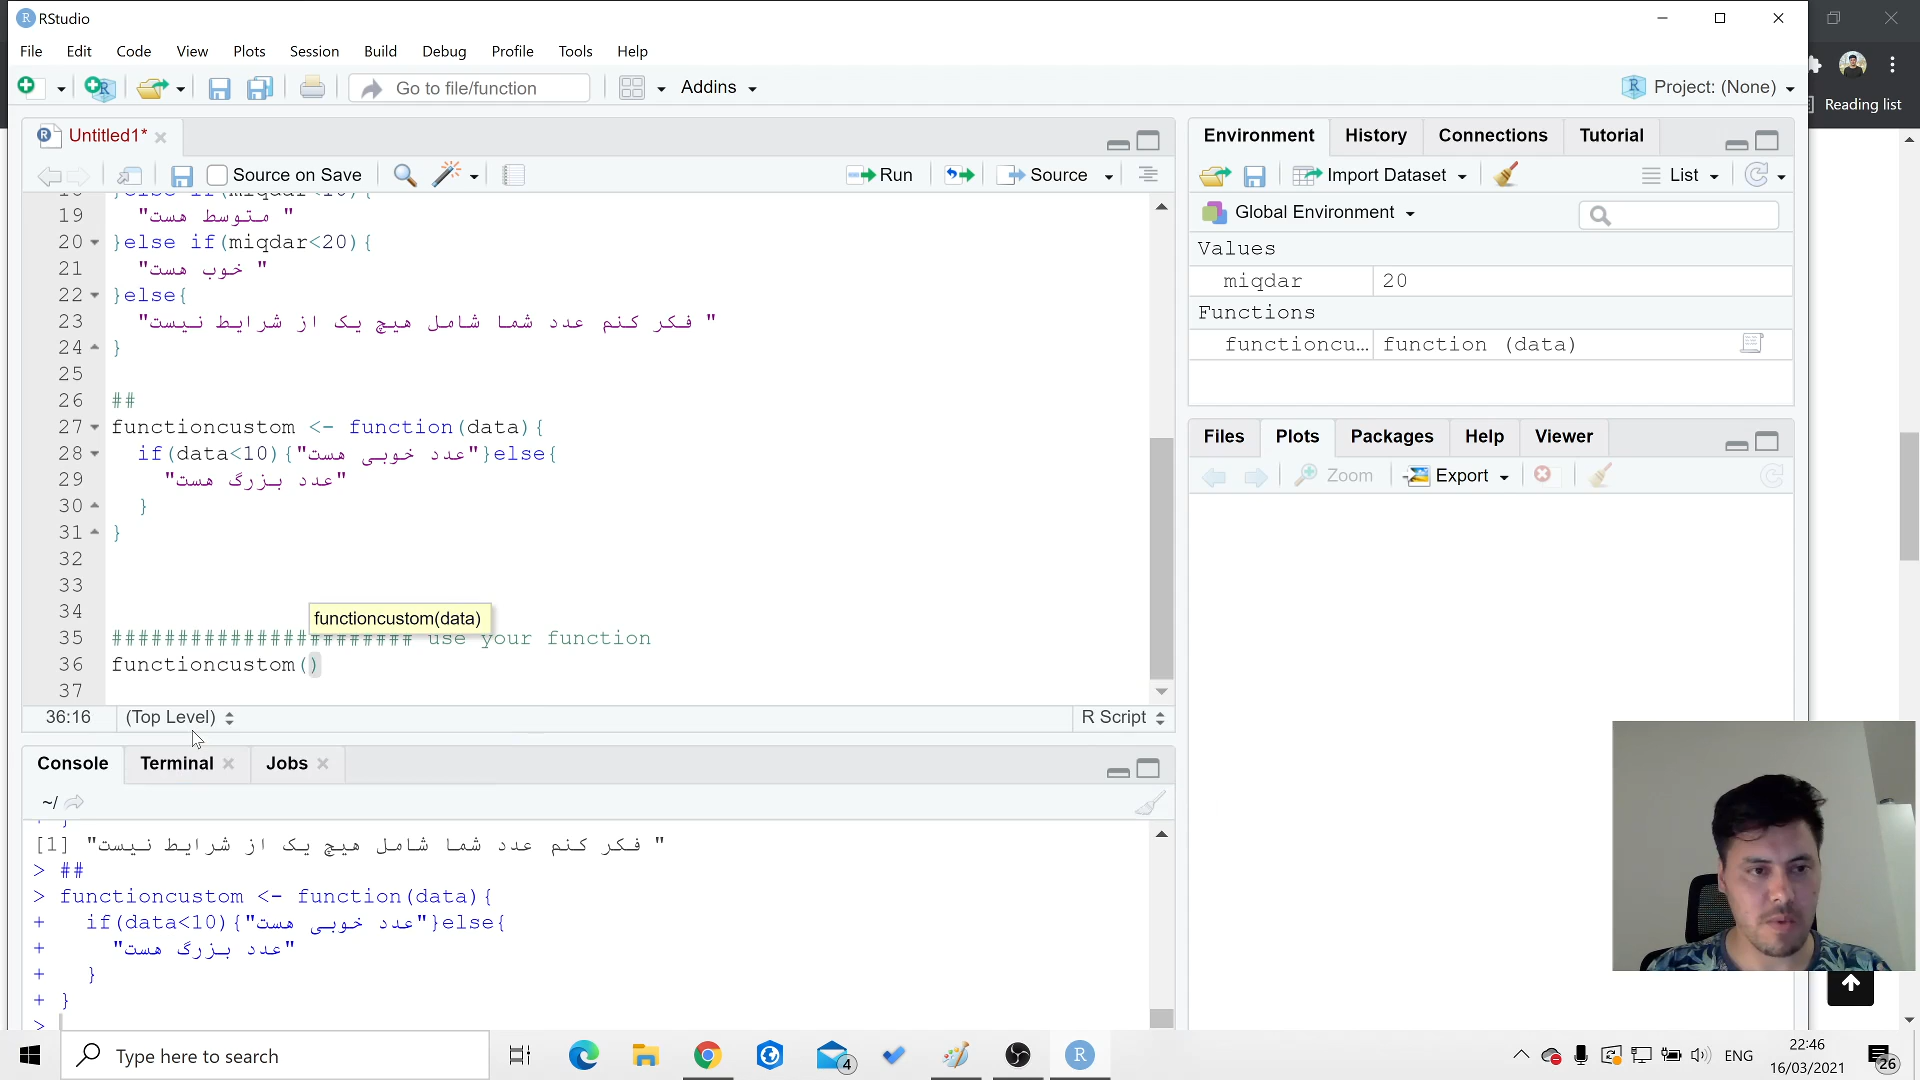 RStudio
File Edit Code View Plots Session Build Debug Profile Tools Help
Go to file/function Addins Project: (None)
Reading list
Untitled1*
Source on Save Run Source
19 "متوسط هست "
20 }else if(miqdar<20){
21 "خوب هست "
22 }else{
23 "فکر کنم عدد شما شامل هیچ یک از شرایط نیست "
24 }
25
26 ##
27 functioncustom <- function(data){
28 if(data<10){"عدد خوبی هست"}else{
29 "عدد بزرگ هست"
30 }
31 }
32
33
34
functioncustom(data)
35 ####################### use your function
36 functioncustom()
37
36:16 (Top Level) R Script
Console Terminal Jobs
~/
[1] "فکر کنم عدد شما شامل هیچ یک از شرایط نیست "
> ##
> functioncustom <- function(data){
+ if(data<10){"عدد خوبی هست"}else{
+ "عدد بزرگ هست"
+ }
+ }
>
Environment History Connections Tutorial
Import Dataset List
Global Environment
Values
miqdar 20
Functions
functioncu… function (data)
Files Plots Packages Help Viewer
Zoom Export
Type here to search
4
ENG
22:46
16/03/2021
26